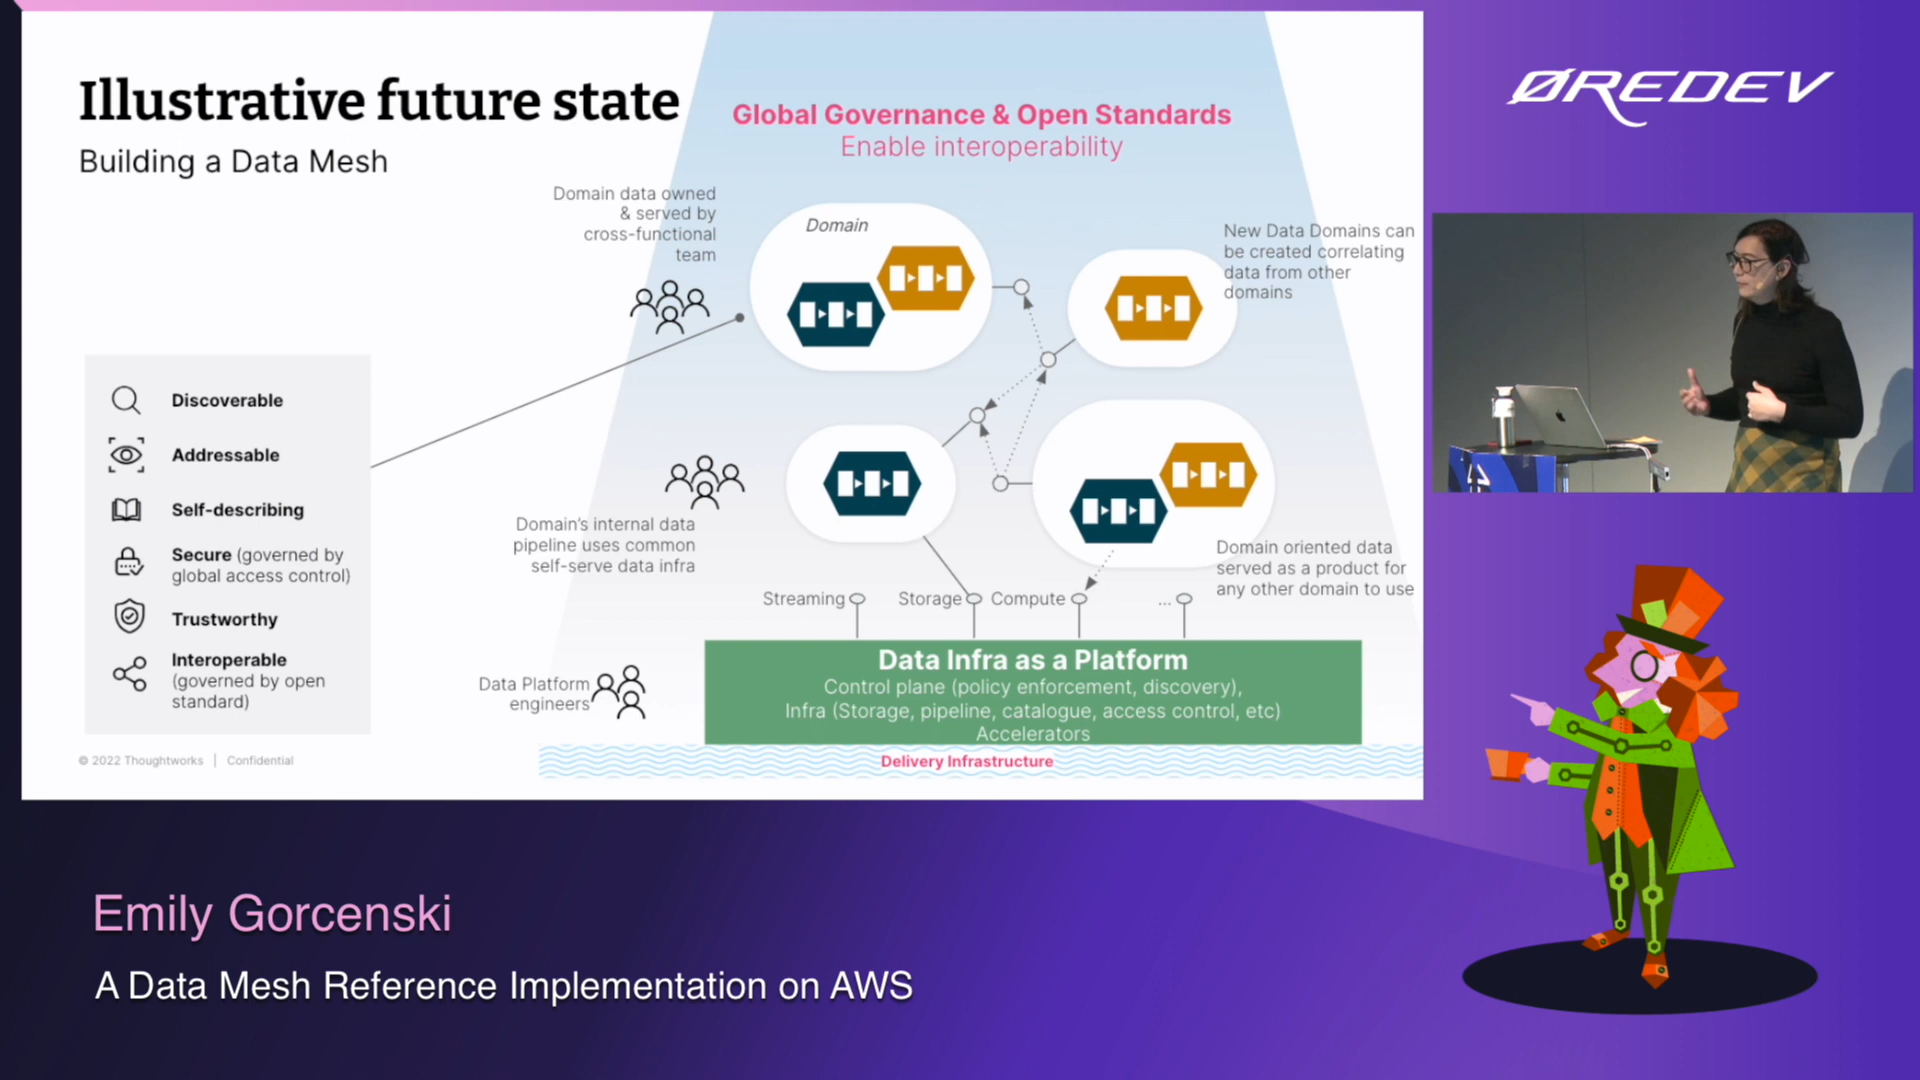 Illustrative future state
Building a Data Mesh
Global Governance & Open Standards
Enable interoperability
Domain data owned
& served by
cross-functional
team
Domain
New Data Domains can
be created correlating
data from other
domains
Discoverable
Addressable
Self-describing
Secure (governed by
global access control)
Trustworthy
Interoperable
(governed by open
standard)
Domain's internal data
pipeline uses common
self-serve data infra
Domain oriented data
served as a product for
any other domain to use
Streaming
Storage
Compute
...
Data Platform
engineers
Data Infra as a Platform
Control plane (policy enforcement, discovery),
Infra (Storage, pipeline, catalogue, access control, etc)
Accelerators
Delivery Infrastructure
© 2022 Thoughtworks | Confidential
ØREDEV
Emily Gorcenski
A Data Mesh Reference Implementation on AWS